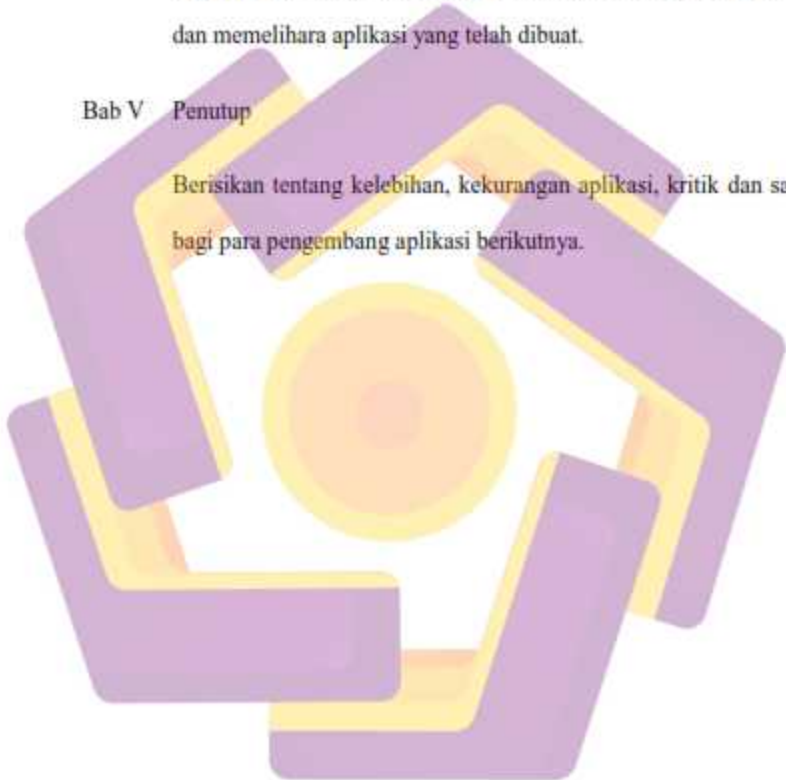 dan memelihara aplikasi yang telah dibuat.
Bab V Penutup
Berisikan tentang kelebihan, kekurangan aplikasi, kritik dan
bagi para pengembang aplikasi berikutnya.